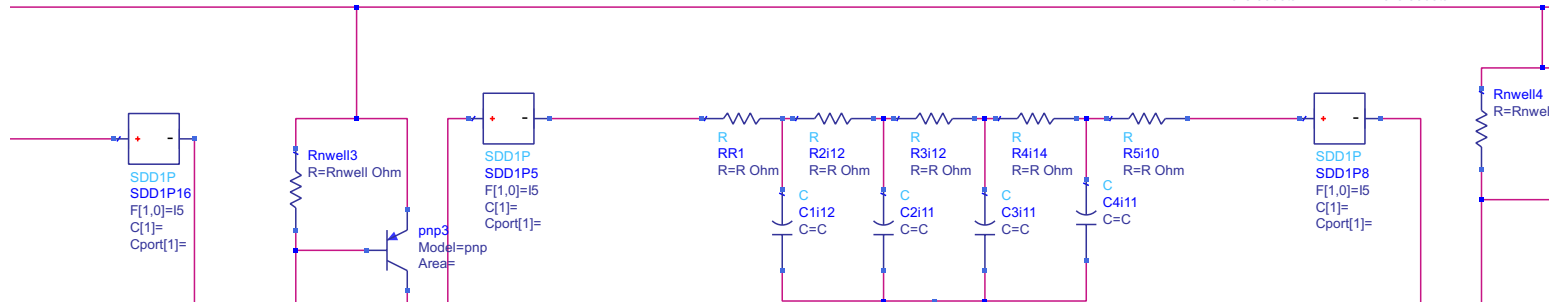 Rnwell4
R=Rnwel
SDD1P
SDD1P16
F[1,0]=I5
C[1]=
Cport[1]=
Rnwell3
R=Rnwell Ohm
pnp3
Model=pnp
Area=
SDD1P
SDD1P5
F[1,0]=I5
C[1]=
Cport[1]=
R
RR1
R=R Ohm
R
R2i12
R=R Ohm
R
R3i12
R=R Ohm
R
R4i14
R=R Ohm
R
R5i10
R=R Ohm
C
C1i12
C=C
C
C2i11
C=C
C
C3i11
C=C
C
C4i11
C=C
SDD1P
SDD1P8
F[1,0]=I5
C[1]=
Cport[1]=